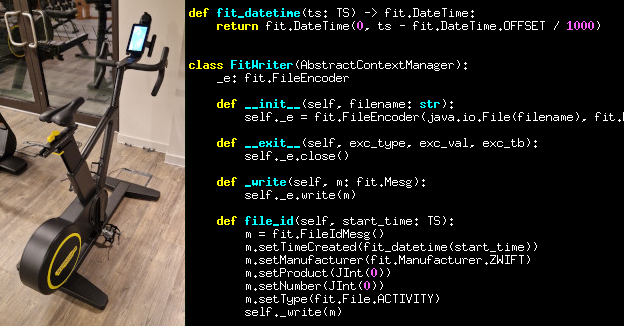 def fit_datetime(ts: TS) -> fit.DateTime:
    return fit.DateTime(0, ts - fit.DateTime.OFFSET / 1000)
class FitWriter(AbstractContextManager):
    _e: fit.FileEncoder
    def __init__(self, filename: str):
        self._e = fit.FileEncoder(java.io.File(filename), fit.
    def __exit__(self, exc_type, exc_val, exc_tb):
        self._e.close()
    def _write(self, m: fit.Mesg):
        self._e.write(m)
    def file_id(self, start_time: TS):
        m = fit.FileIdMesg()
        m.setTimeCreated(fit_datetime(start_time))
        m.setManufacturer(fit.Manufacturer.ZWIFT)
        m.setProduct(JInt(0))
        m.setNumber(JInt(0))
        m.setType(fit.File.ACTIVITY)
        self._write(m)